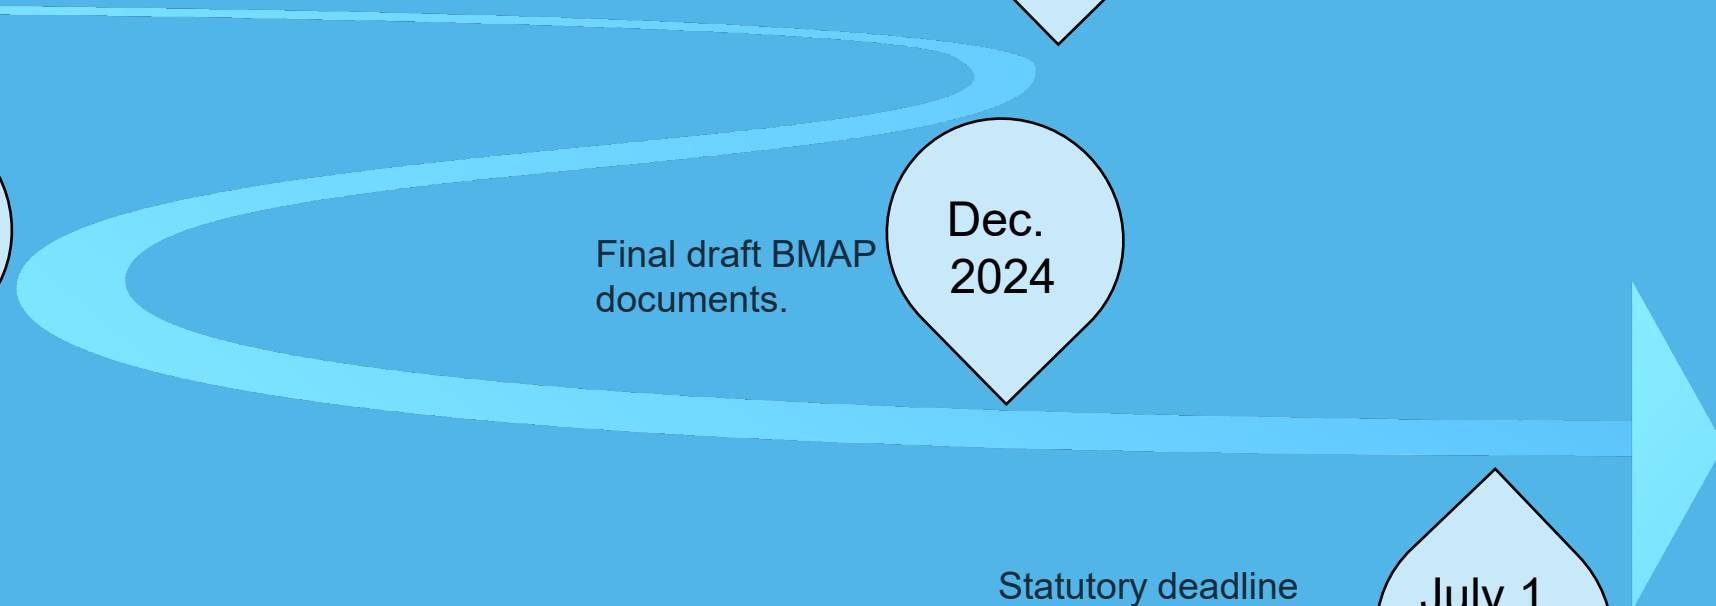 Dec.
2024
Final draft BMAP
documents.
Statutory deadline
July 1